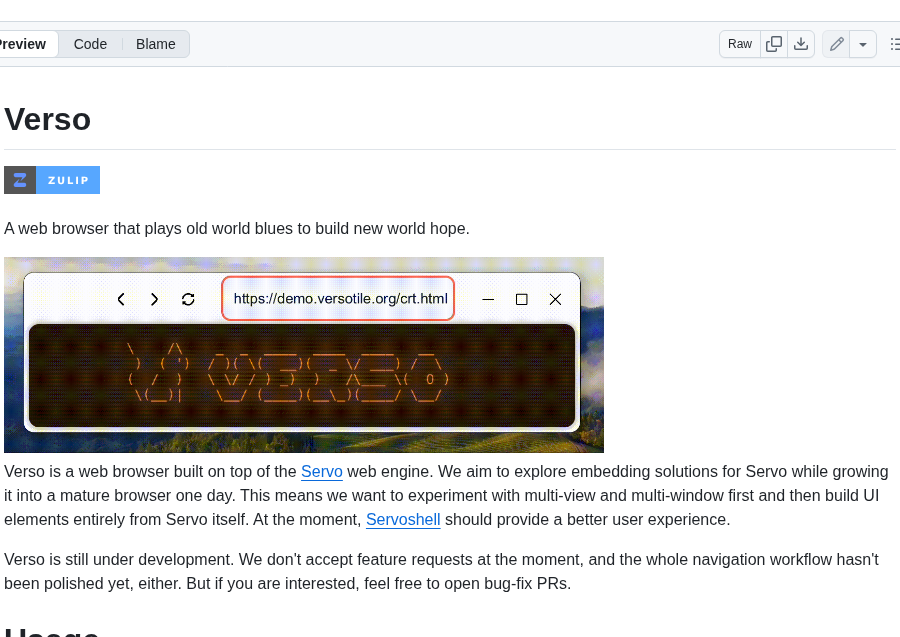 Preview Code Blame Raw
Verso
ZULIP
A web browser that plays old world blues to build new world hope.
https://demo.versotile.org/crt.html
VERSO
Verso is a web browser built on top of the Servo web engine. We aim to explore embedding solutions for Servo while growing
it into a mature browser one day. This means we want to experiment with multi-view and multi-window first and then build UI
elements entirely from Servo itself. At the moment, Servoshell should provide a better user experience.
Verso is still under development. We don't accept feature requests at the moment, and the whole navigation workflow hasn't
been polished yet, either. But if you are interested, feel free to open bug-fix PRs.
Usage